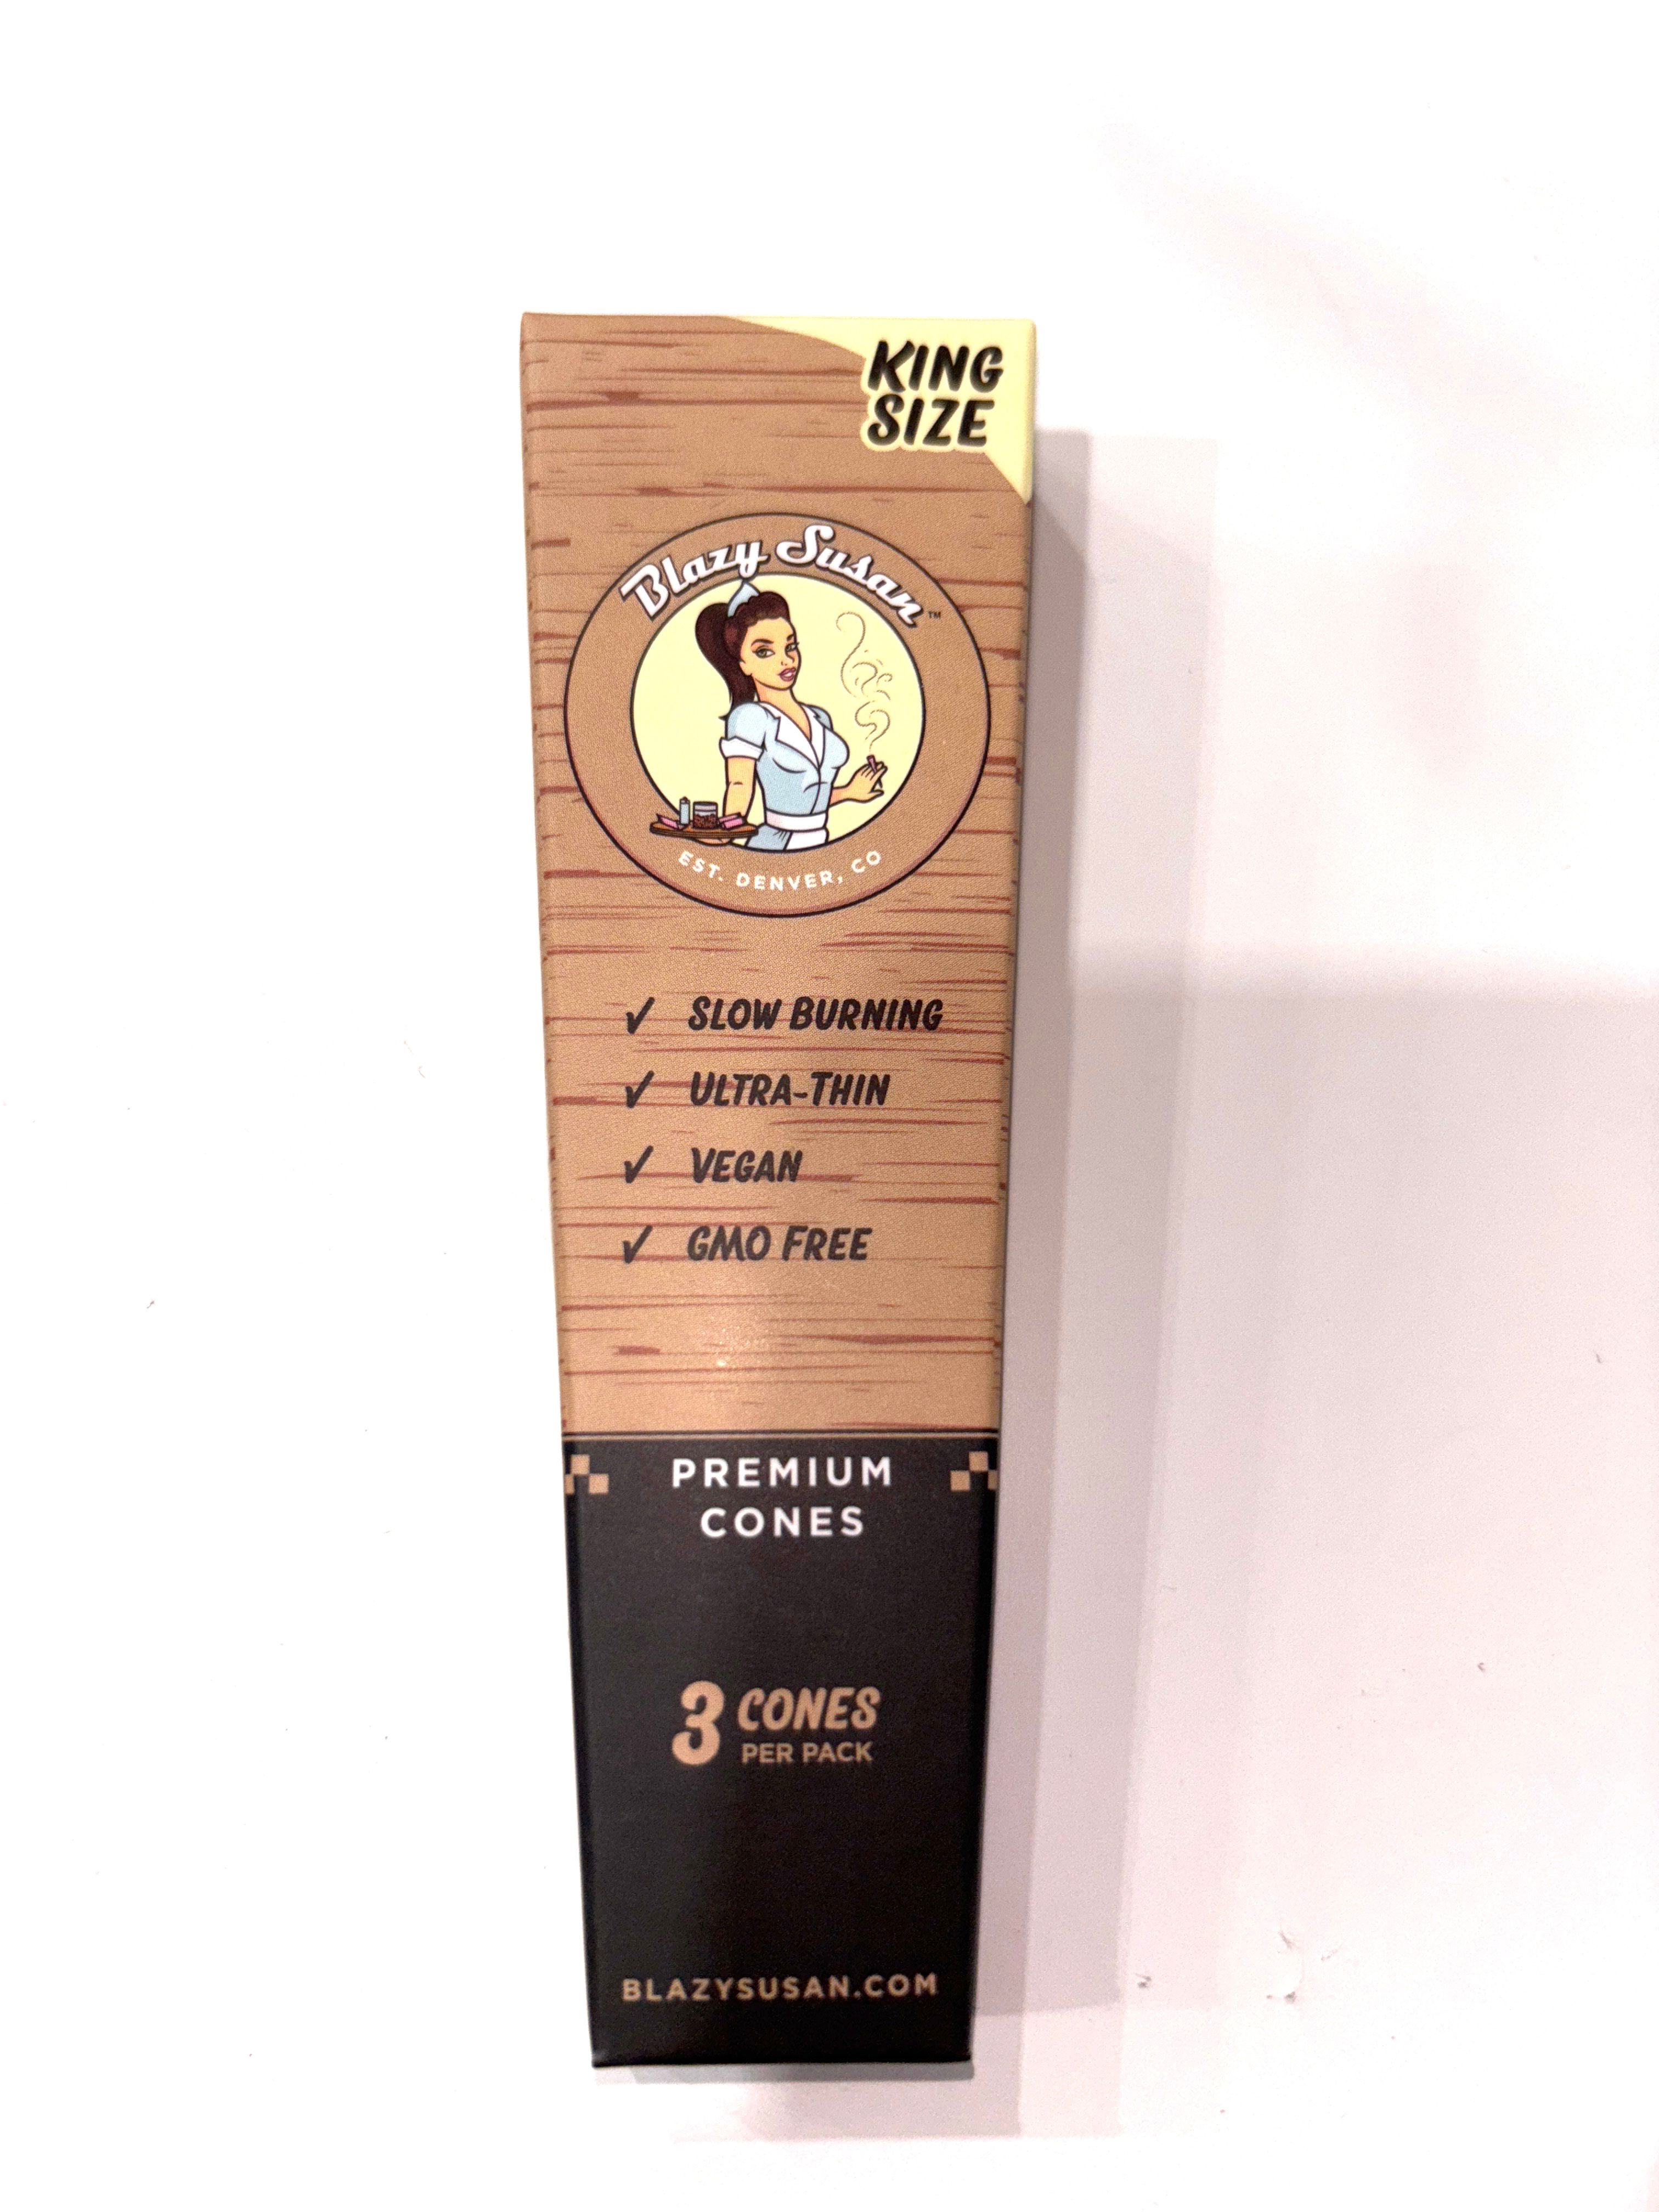 KING
SIZE
Blazy Susan™
EST. DENVER, CO
✓ SLOW BURNING
✓ ULTRA-THIN
✓ VEGAN
✓ GMO FREE
PREMIUM
CONES
3 CONES
PER PACK
BLAZYSUSAN.COM